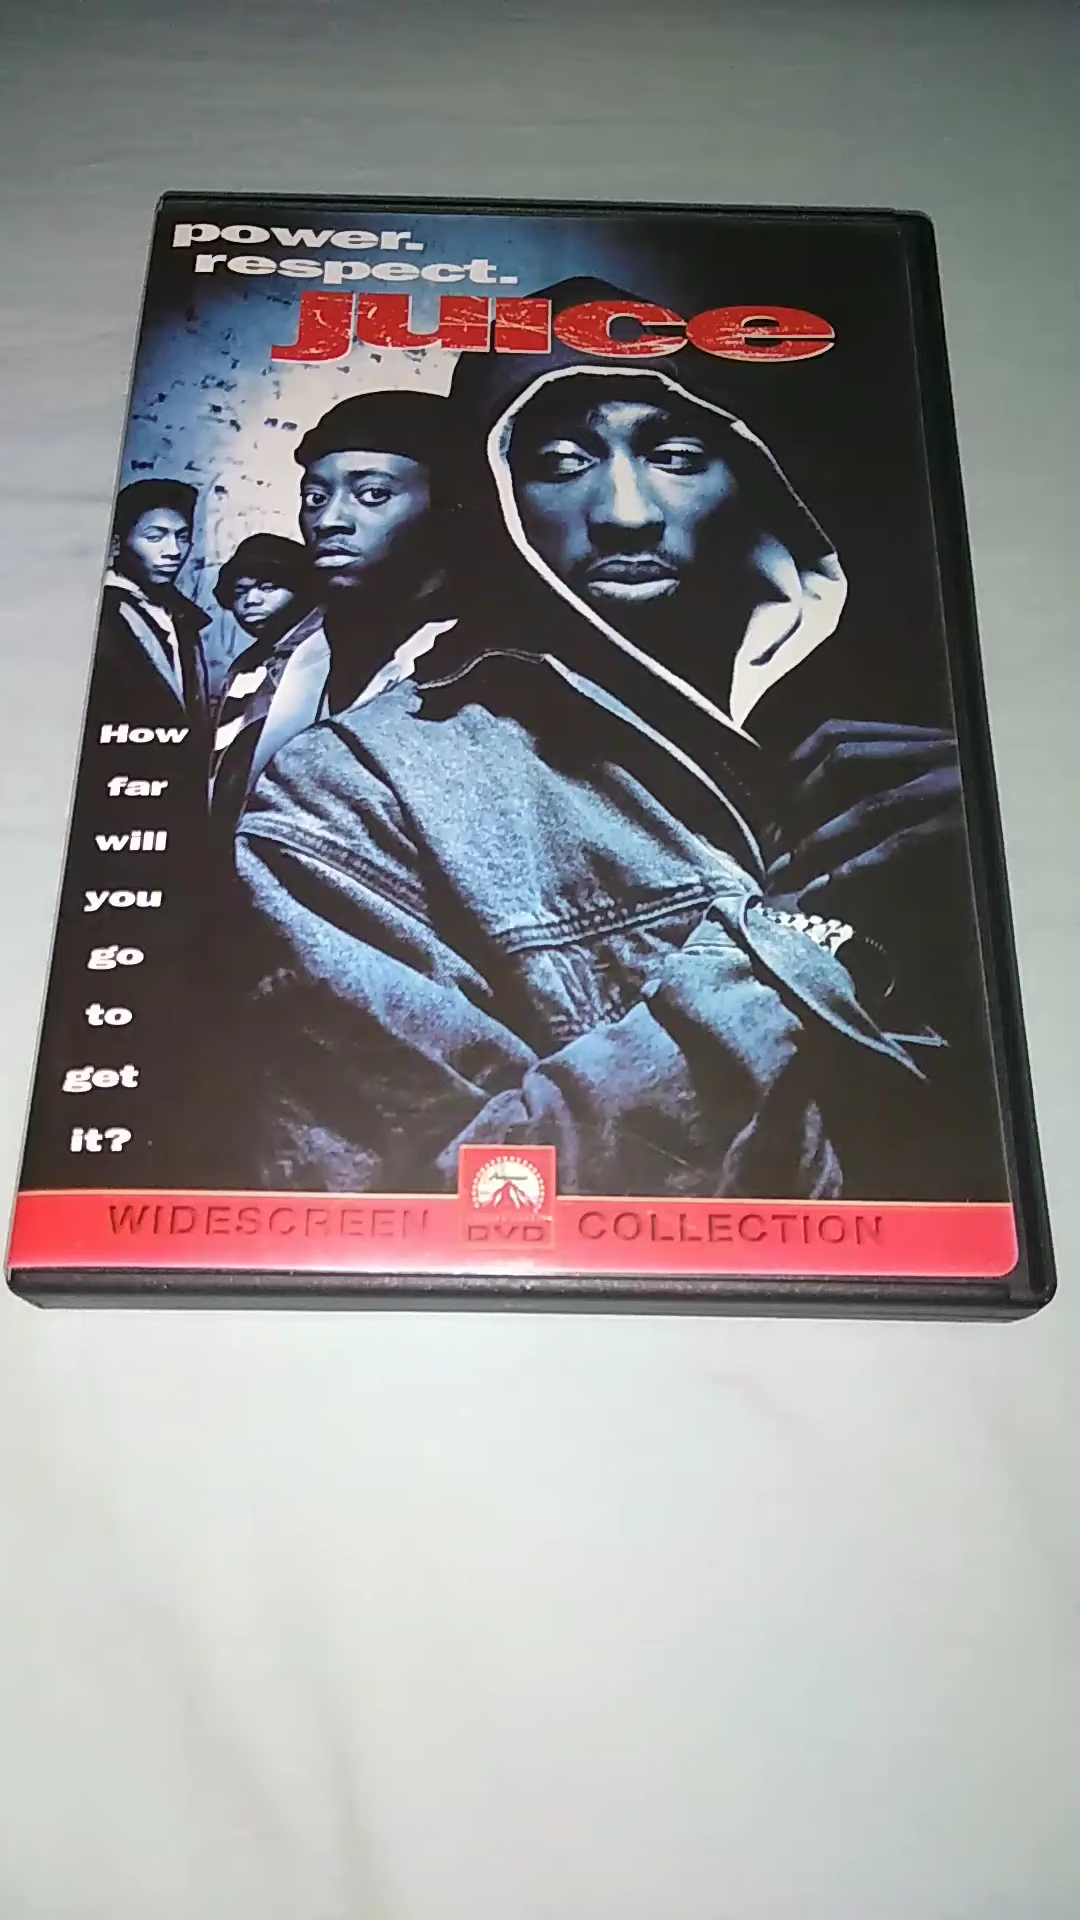 power.
respect.
juice
How
far
will
you
go
to
get
it?
WIDESCREEN DVD COLLECTION